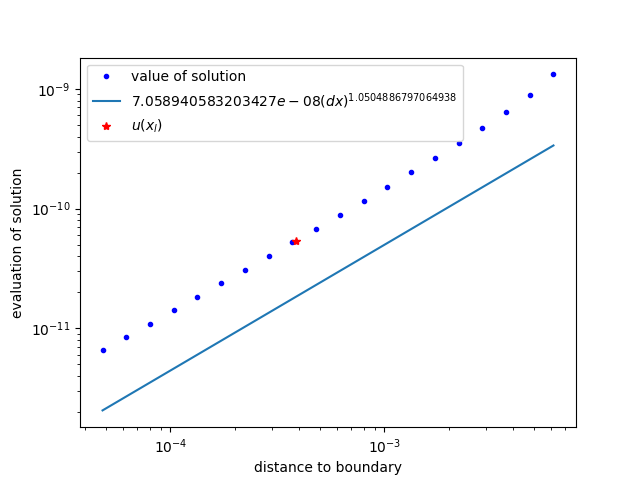 value of solution
7.058940583203427e − 08(dx)^1.0504886797064938
u(x_l)
10^−9
10^−10
10^−11
evaluation of solution
10^−4
10^−3
distance to boundary